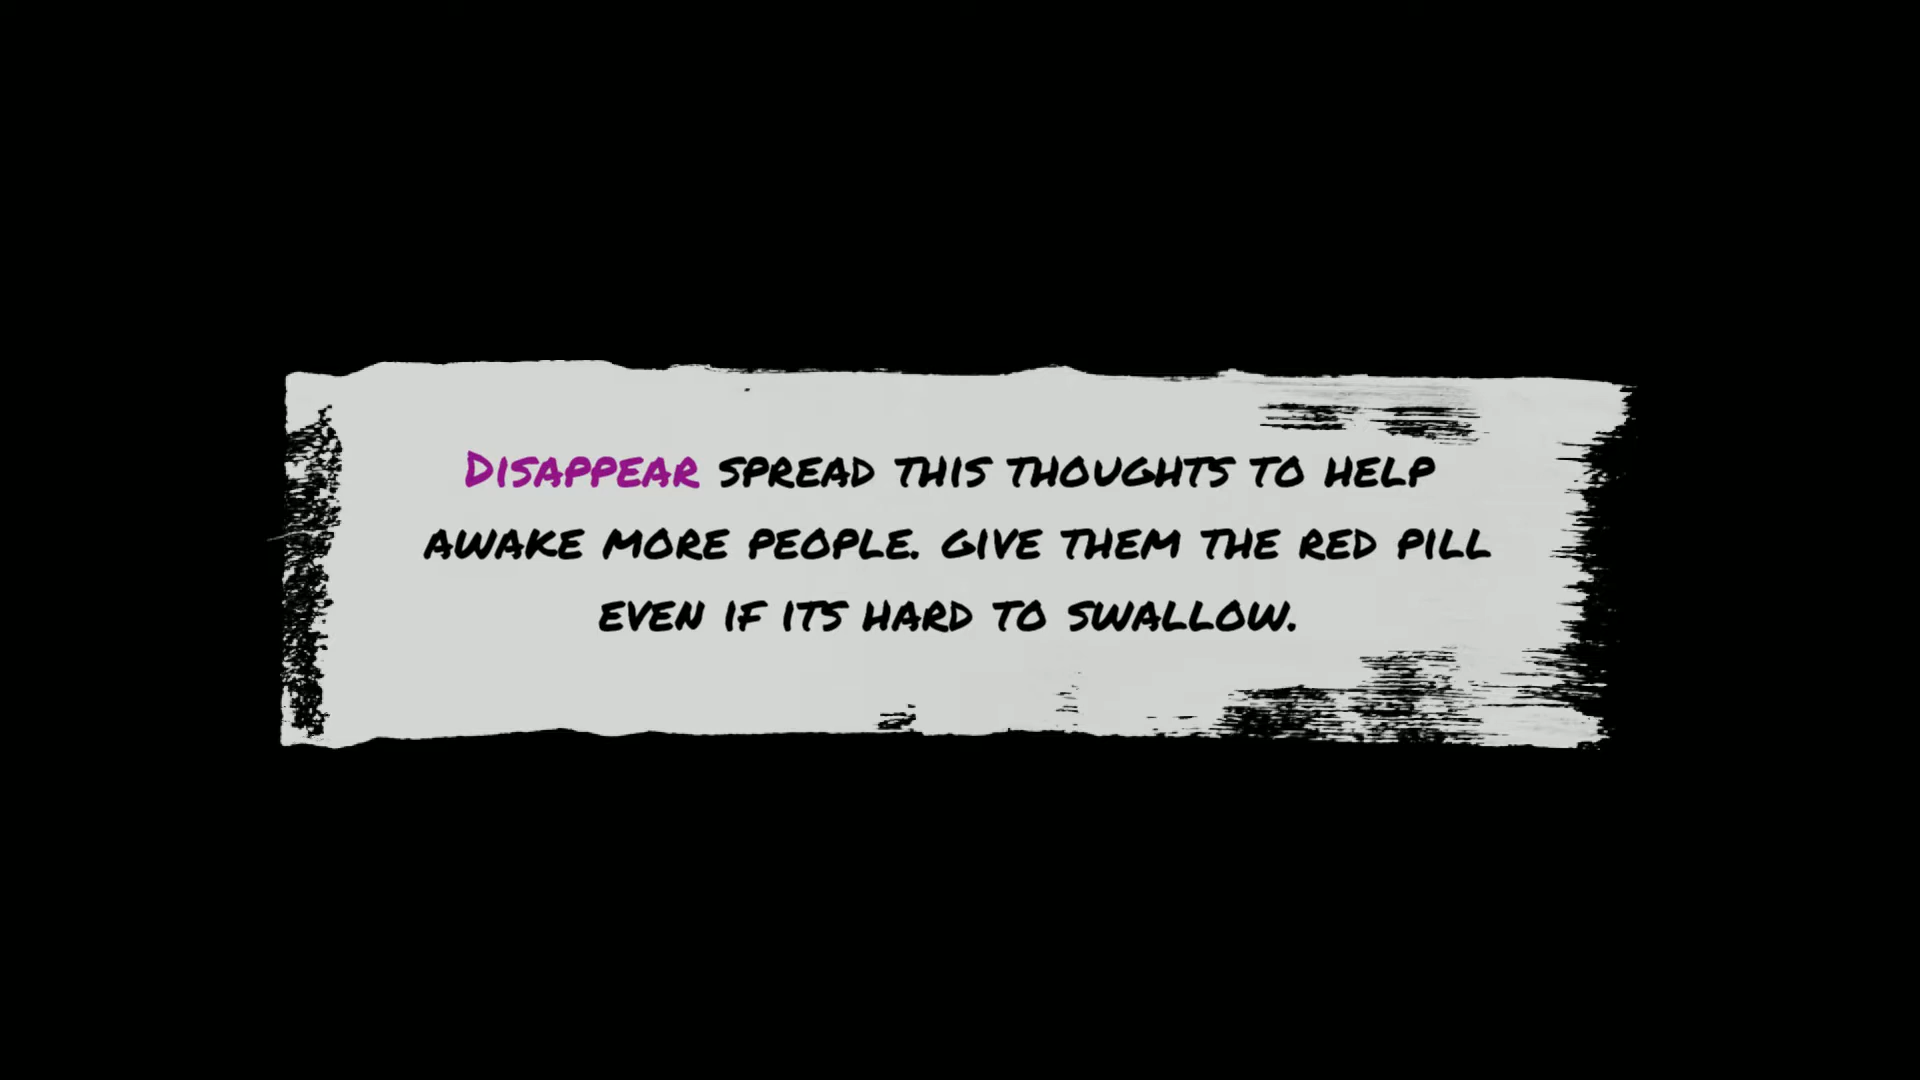 Disappear spread this thoughts to help
awake more people. give them the red pill
even if its hard to swallow.